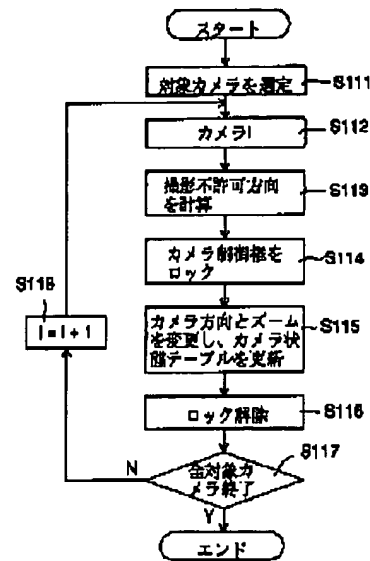 スタート
対象カメラを選定
S111
カメラI
S112
撮影不許可方向
を計算
S113
カメラ制御権を
ロック
S114
S118
カメラ方向とズーム
を変更し、カメラ状
態テーブルを更新
S115
I = I + 1
ロック解除
S116
S117
全対象カ
メラ終了
N
Y
エンド